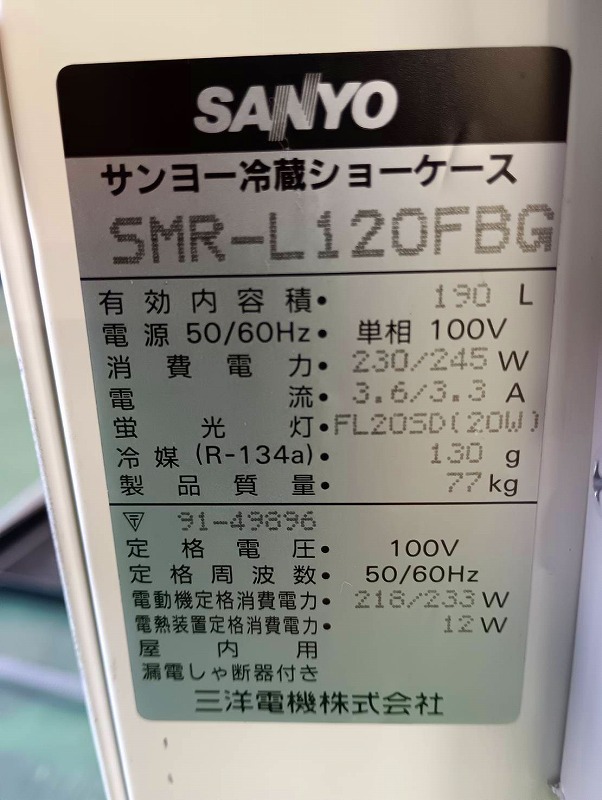 SANYO
サンヨー冷蔵ショーケース
SMR-L120FBG
有効内容積• 190 L
電源 50/60Hz• 単相 100V
消費電力• 230/245 W
電流• 3.6/3.3 A
蛍光灯• FL20SD(20W)
冷媒(R-134a)• 130 g
製品質量• 77 kg
〒 91-49896
定格電圧• 100V
定格周波数• 50/60Hz
電動機定格消費電力• 218/233 W
電熱装置定格消費電力• 12 W
屋内用
漏電しゃ断器付き
三洋電機株式会社